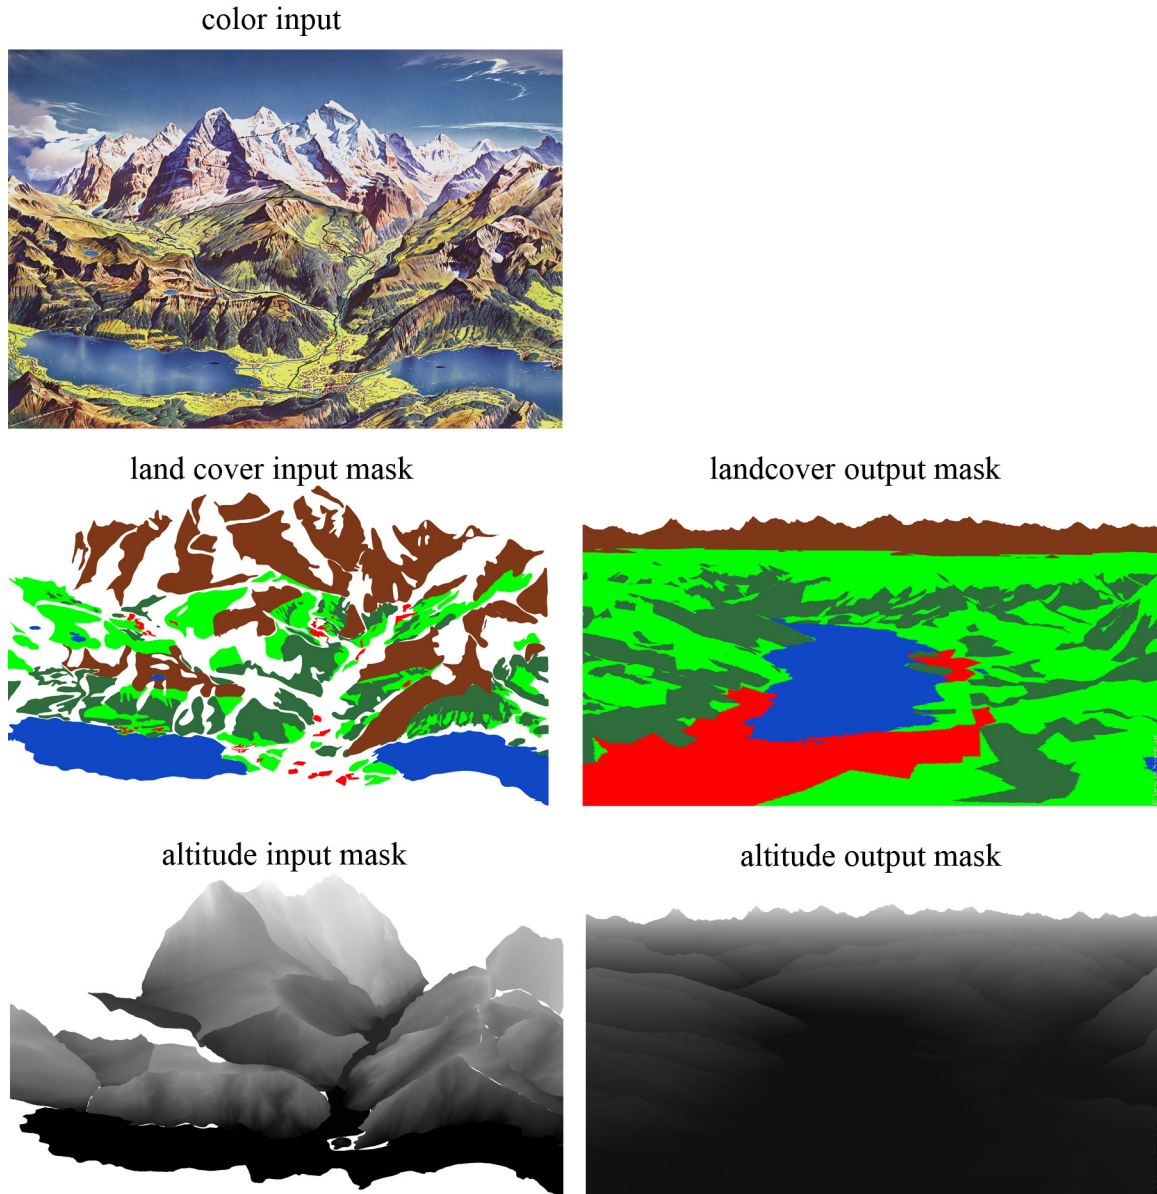 color input
land cover input mask
landcover output mask
altitude input mask
altitude output mask